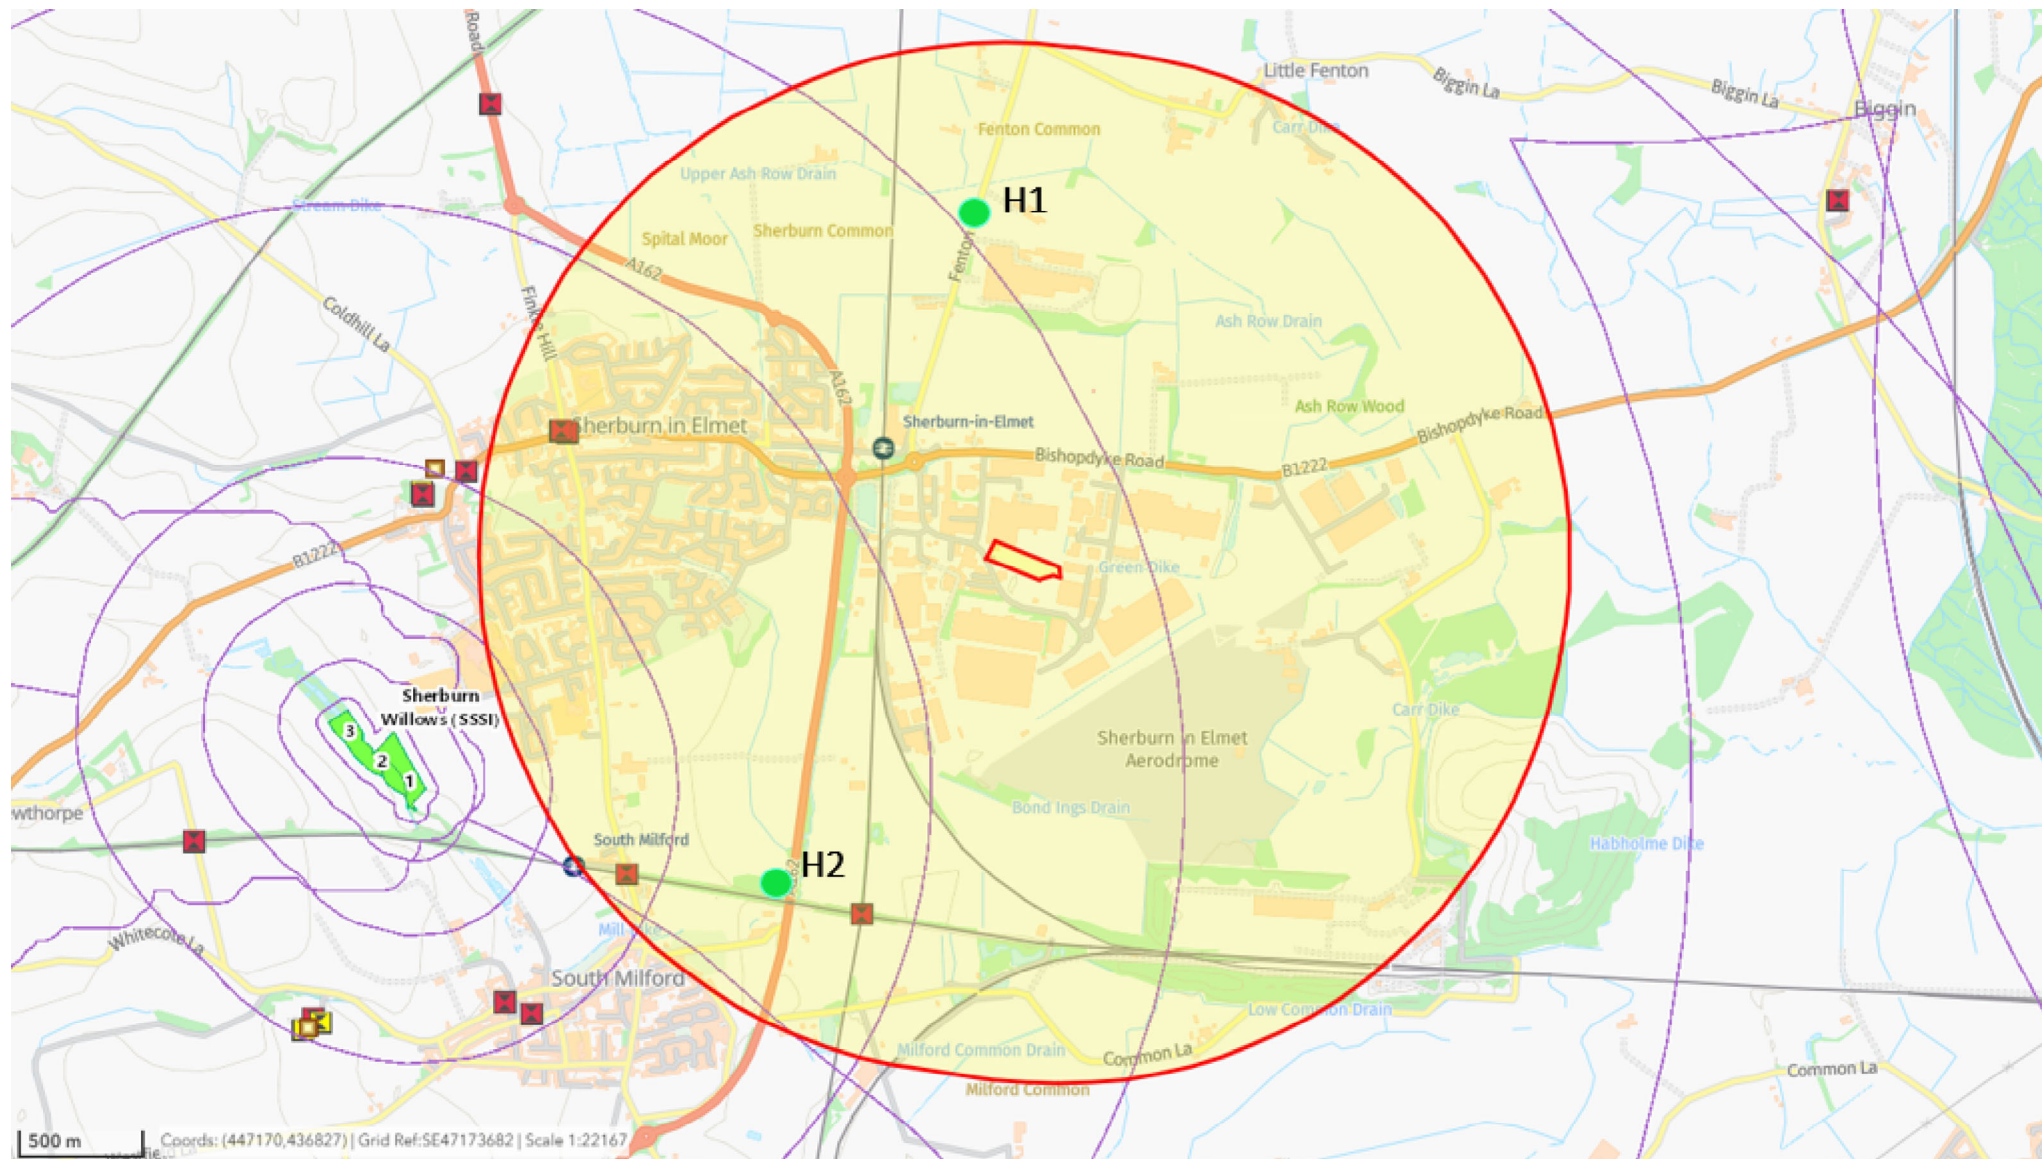 Road
Little Fenton
Biggin La
Biggin La
Biggin
Fenton Common
Carr Dike
Upper Ash Row Drain
H1
Stream Dike
Spital Moor
Sherburn Common
A162
Fenton
Finkle Hill
Coldhill La
Ash Row Drain
A162
Ash Row Wood
Sherburn in Elmet
Sherburn-in-Elmet
Bishopdyke Road
Bishopdyke Road
B1222
B1222
Green Dike
Sherburn
Willows (SSSI)
3
2
1
Carr Dike
Sherburn in Elmet
Aerodrome
Bond Ings Drain
wthorpe
South Milford
Habholme Dike
H2
Whitecote La
Mill Dike
South Milford
Low Common Drain
Milford Common Drain
Common La
Common La
Milford Common
500 m
Coords: (447170,436827) | Grid Ref:SE47173682 | Scale 1:22167